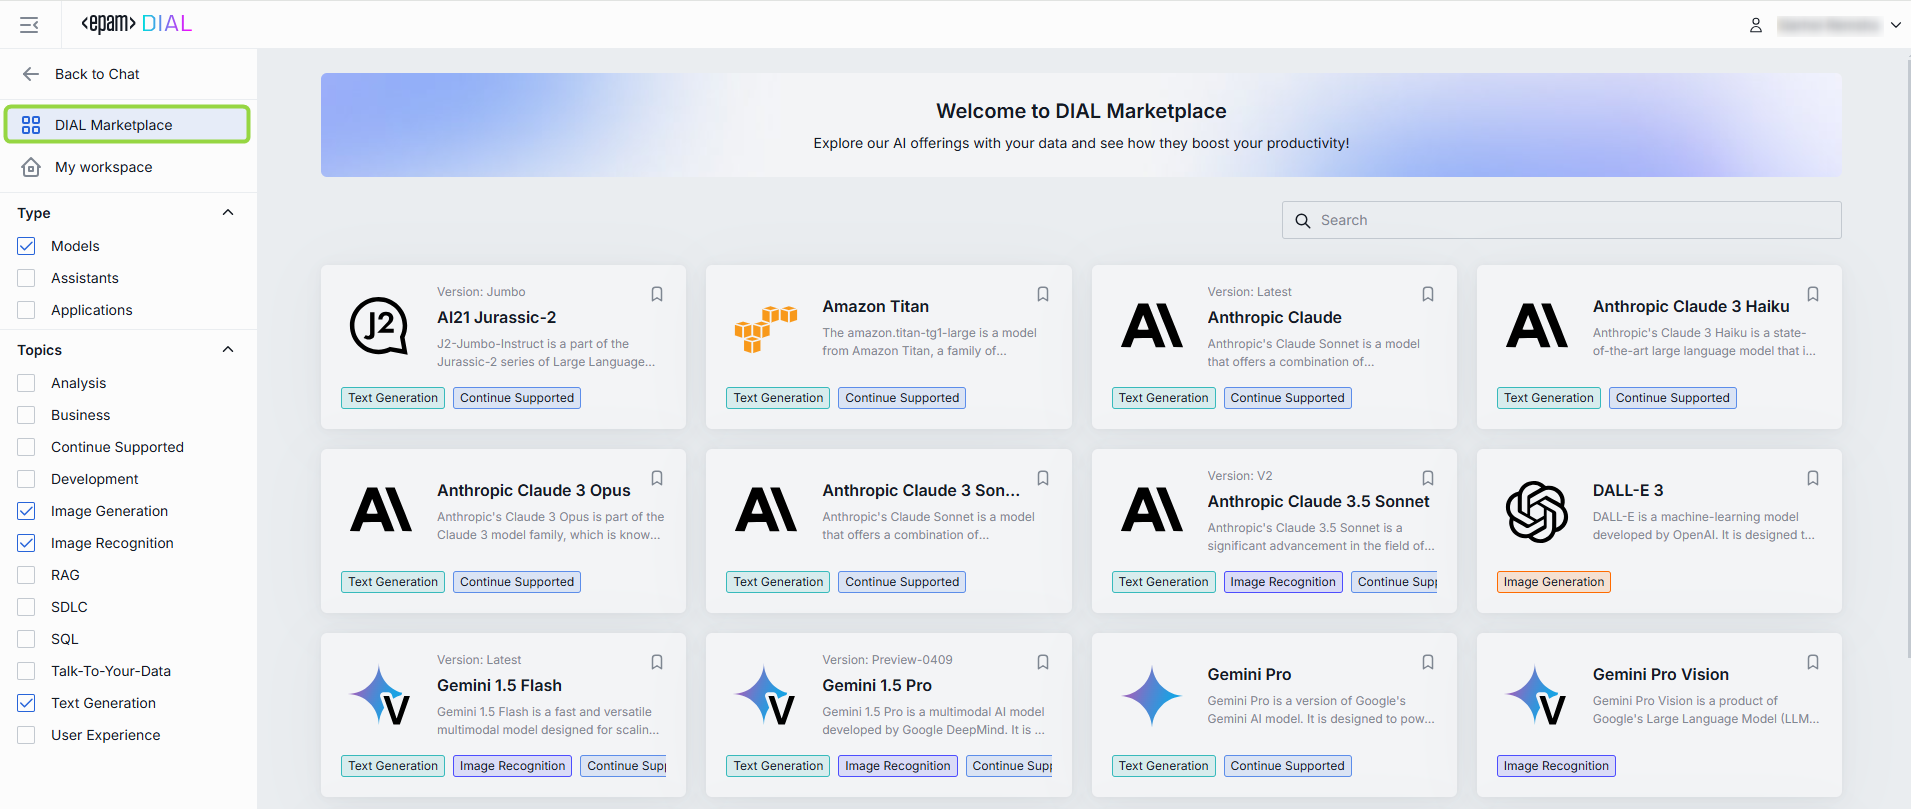 <epam> DIAL
Back to Chat
DIAL Marketplace
My workspace
Type
Models
Assistants
Applications
Topics
Analysis
Business
Continue Supported
Development
Image Generation
Image Recognition
RAG
SDLC
SQL
Talk-To-Your-Data
Text Generation
User Experience
Welcome to DIAL Marketplace
Explore our AI offerings with your data and see how they boost your productivity!
Search
Version: Jumbo
AI21 Jurassic-2
J2-Jumbo-Instruct is a part of the
Jurassic-2 series of Large Language...
Text Generation
Continue Supported
J2
Amazon Titan
The amazon.titan-tg1-large is a model
from Amazon Titan, a family of...
Text Generation
Continue Supported
Version: Latest
Anthropic Claude
Anthropic's Claude Sonnet is a model
that offers a combination of...
Text Generation
Continue Supported
Anthropic Claude 3 Haiku
Anthropic's Claude 3 Haiku is a state-
of-the-art large language model that i...
Text Generation
Continue Supported
Anthropic Claude 3 Opus
Anthropic's Claude 3 Opus is part of the
Claude 3 model family, which is know...
Text Generation
Continue Supported
Anthropic Claude 3 Son...
Anthropic's Claude Sonnet is a model
that offers a combination of...
Text Generation
Continue Supported
Version: V2
Anthropic Claude 3.5 Sonnet
Anthropic's Claude 3.5 Sonnet is a
significant advancement in the field of...
Text Generation
Image Recognition
Continue Supp
DALL-E 3
DALL-E is a machine-learning model
developed by OpenAI. It is designed t...
Image Generation
Version: Latest
Gemini 1.5 Flash
Gemini 1.5 Flash is a fast and versatile
multimodal model designed for scalin...
Text Generation
Image Recognition
Continue Supp
V
Version: Preview-0409
Gemini 1.5 Pro
Gemini 1.5 Pro is a multimodal AI model
developed by Google DeepMind. It is ...
Text Generation
Image Recognition
Continue Supp
V
Gemini Pro
Gemini Pro is a version of Google's
Gemini AI model. It is designed to pow...
Text Generation
Continue Supported
Gemini Pro Vision
Gemini Pro Vision is a product of
Google's Large Language Model (LLM...
Image Recognition
V